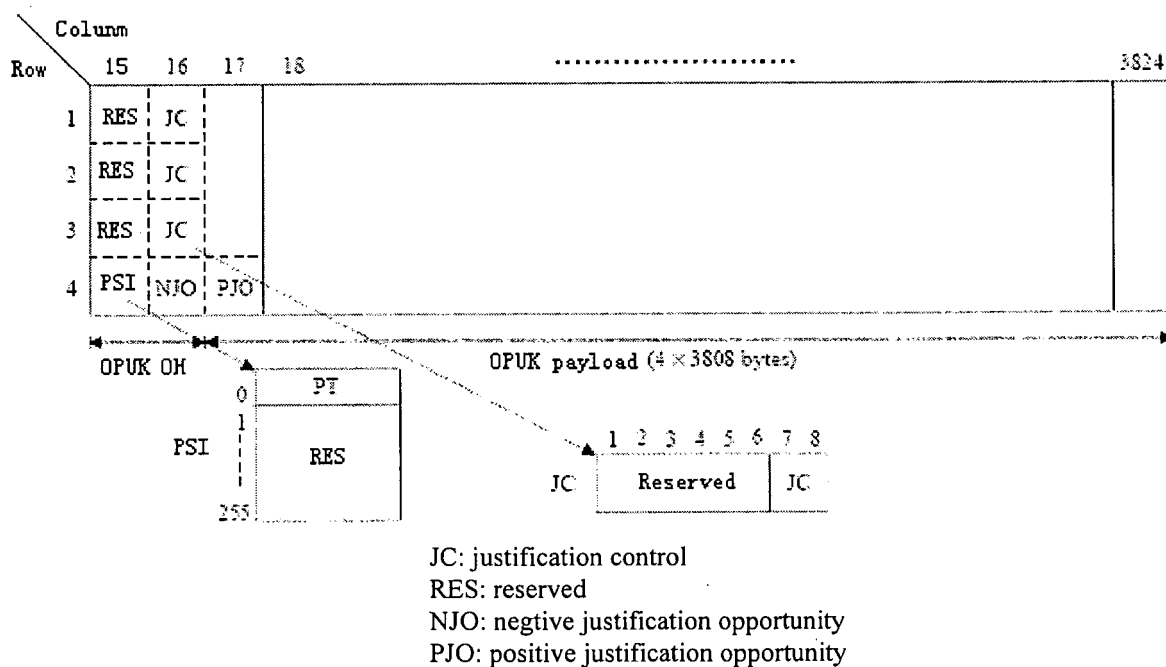 Colunm
Row 15 16 17 18 ........................ 3824
1 RES JC
2 RES JC
3 RES JC
4 PSI NJO PJO
OPUK OH OPUK payload (4 × 3808 bytes)
0 PT
1
PSI RES
255
1 2 3 4 5 6 7 8
JC Reserved JC
JC: justification control
RES: reserved
NJO: negtive justification opportunity
PJO: positive justification opportunity